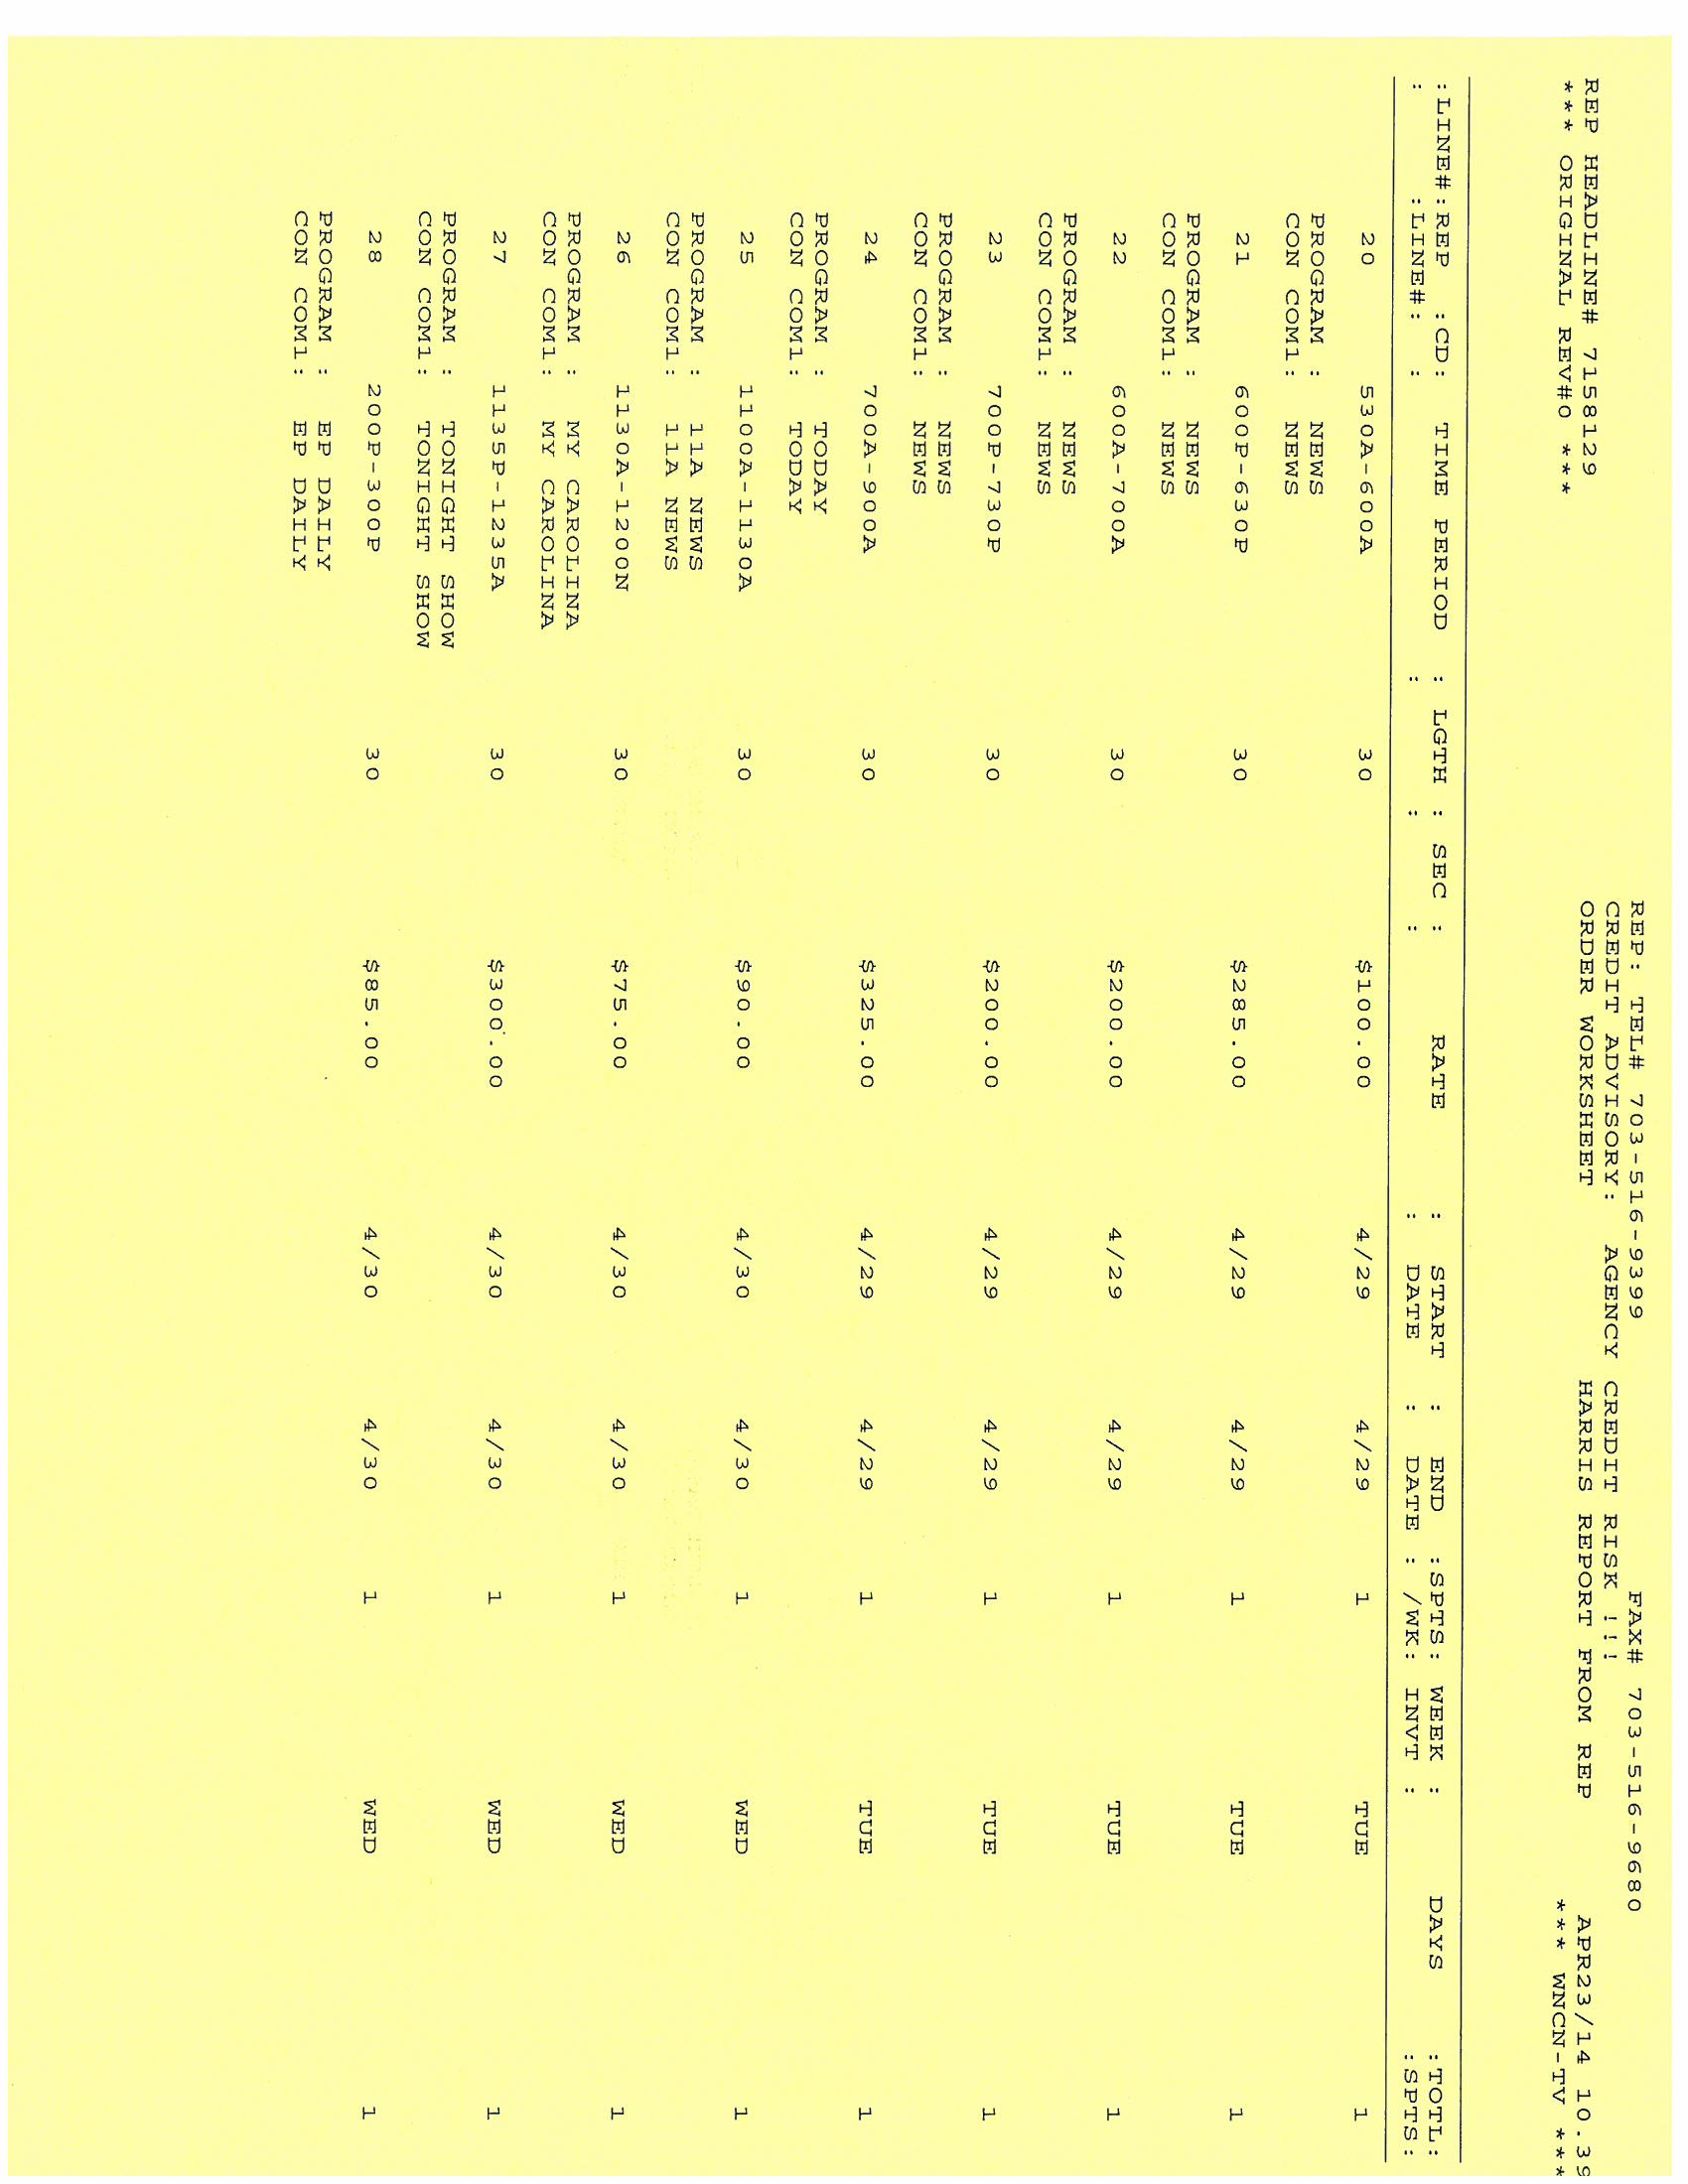 REP: TEL# 703-516-9399 FAX# 703-516-9680
CREDIT ADVISORY: AGENCY CREDIT RISK !!!
REP HEADLINE# 7158129 ORDER WORKSHEET HARRIS REPORT FROM REP APR23/14 10.39
*** ORIGINAL REV#0 *** *** WNCN-TV ***
:LINE#:REP :CD: TIME PERIOD : LGTH : SEC : RATE : START : END :SPTS: WEEK : DAYS :TOTL:
: :LINE#: : : : : : DATE : DATE : /WK: INVT : :SPTS:
20 530A-600A 30 $100.00 4/29 4/29 1 TUE 1
PROGRAM : NEWS
CON COM1: NEWS
21 600P-630P 30 $285.00 4/29 4/29 1 TUE 1
PROGRAM : NEWS
CON COM1: NEWS
22 600A-700A 30 $200.00 4/29 4/29 1 TUE 1
PROGRAM : NEWS
CON COM1: NEWS
23 700P-730P 30 $200.00 4/29 4/29 1 TUE 1
PROGRAM : NEWS
CON COM1: NEWS
24 700A-900A 30 $325.00 4/29 4/29 1 TUE 1
PROGRAM : TODAY
CON COM1: TODAY
25 1100A-1130A 30 $90.00 4/30 4/30 1 WED 1
PROGRAM : 11A NEWS
CON COM1: 11A NEWS
26 1130A-1200N 30 $75.00 4/30 4/30 1 WED 1
PROGRAM : MY CAROLINA
CON COM1: MY CAROLINA
27 1135P-1235A 30 $300.00 4/30 4/30 1 WED 1
PROGRAM : TONIGHT SHOW
CON COM1: TONIGHT SHOW
28 200P-300P 30 $85.00 4/30 4/30 1 WED 1
PROGRAM : EP DAILY
CON COM1: EP DAILY